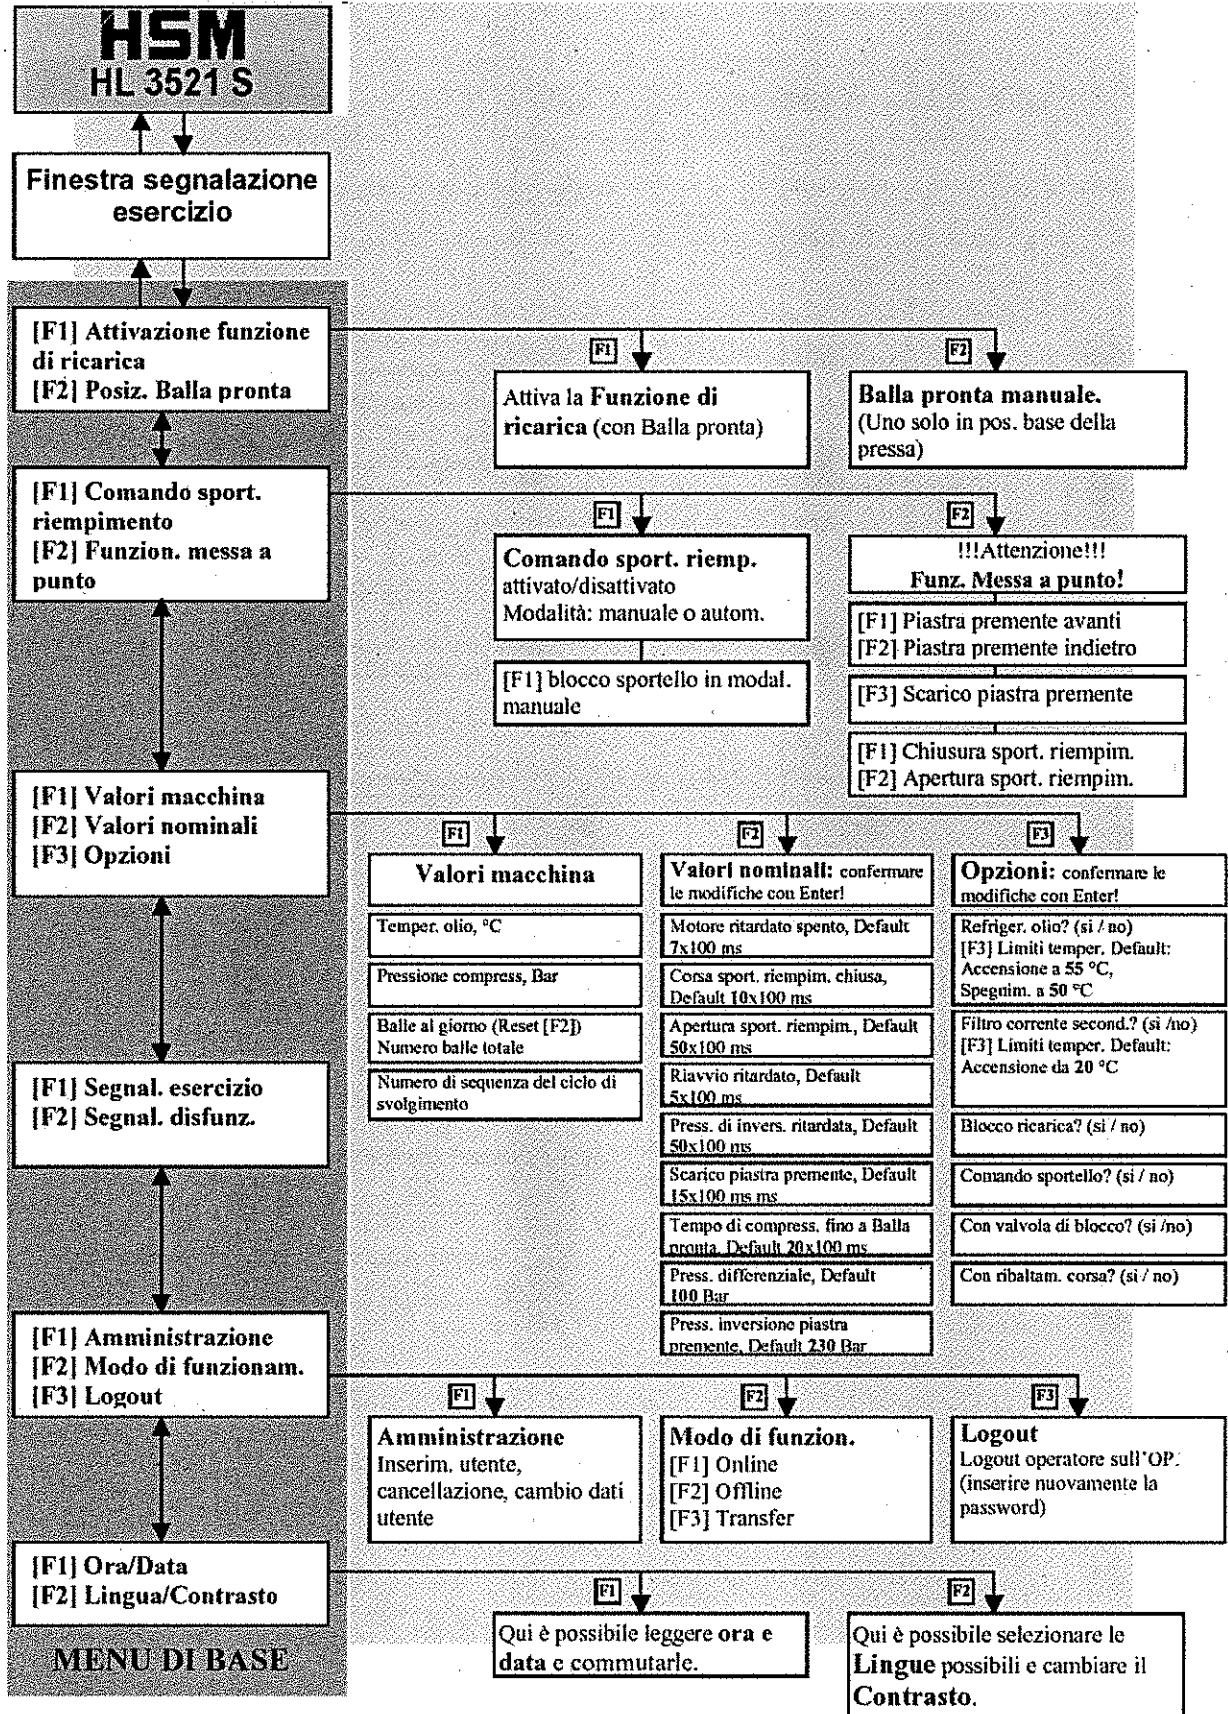 HSM
HL 3521 S
Finestra segnalazione
esercizio
[F1] Attivazione funzione
di ricarica
[F2] Posiz. Balla pronta
F1
Attiva la Funzione di
ricarica (con Balla pronta)
F2
Balla pronta manuale.
(Uno solo in pos. base della
pressa)
[F1] Comando sport.
riempimento
[F2] Funzion. messa a
punto
F1
Comando sport. riemp.
attivato/disattivato
Modalità: manuale o autom.
[F1] blocco sportello in modal.
manuale
F2
!!!Attenzione!!!
Funz. Messa a punto!
[F1] Piastra premente avanti
[F2] Piastra premente indietro
[F3] Scarico piastra premente
[F1] Chiusura sport. riempim.
[F2] Apertura sport. riempim.
[F1] Valori macchina
[F2] Valori nominali
[F3] Opzioni
F1
Valori macchina
Temper. olio, °C
Pressione compress, Bar
Balle al giorno (Reset [F2])
Numero balle totale
Numero di sequenza del ciclo di
svolgimento
F2
Valori nominali: confermare
le modifiche con Enter!
Motore ritardato spento, Default
7x100 ms
Corsa sport. riempim. chiusa,
Default 10x100 ms
Apertura sport. riempim., Default
50x100 ms
Riavvio ritardato, Default
5x100 ms
Press. di invers. ritardata, Default
50x100 ms
Scarico piastra premente, Default
15x100 ms ms
Tempo di compress. fino a Balla
pronta, Default 20x100 ms
Press. differenziale, Default
100 Bar
Press. inversione piastra
premente, Default 230 Bar
F3
Opzioni: confermare le
modifiche con Enter!
Refriger. olio? (si / no)
[F3] Limiti temper. Default:
Accensione a 55 °C,
Spegnim. a 50 °C
Filtro corrente second.? (si /no)
[F3] Limiti temper. Default:
Accensione da 20 °C
Blocco ricarica? (si / no)
Comando sportello? (si / no)
Con valvola di blocco? (si /no)
Con ribaltam. corsa? (si / no)
[F1] Segnal. esercizio
[F2] Segnal. disfunz.
[F1] Amministrazione
[F2] Modo di funzionam.
[F3] Logout
F1
Amministrazione
Inserim. utente,
cancellazione, cambio dati
utente
F2
Modo di funzion.
[F1] Online
[F2] Offline
[F3] Transfer
F3
Logout
Logout operatore sull'OP.
(inserire nuovamente la
password)
[F1] Ora/Data
[F2] Lingua/Contrasto
F1
Qui è possibile leggere ora e
data e commutarle.
F2
Qui è possibile selezionare le
Lingue possibili e cambiare il
Contrasto.
MENU DI BASE